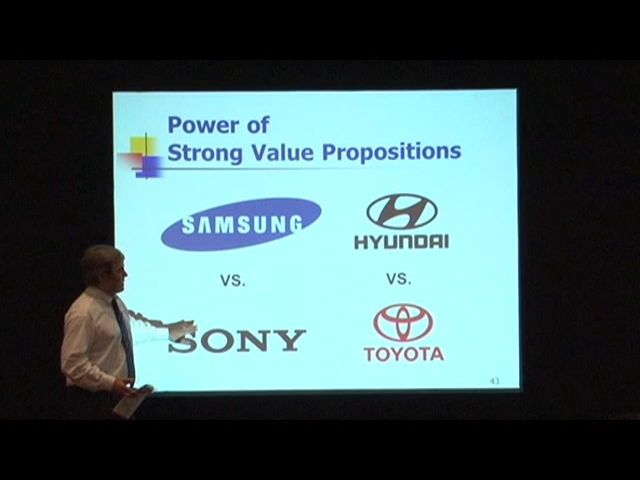 Power of
Strong Value Propositions
SAMSUNG
HYUNDAI
vs.
vs.
SONY
TOYOTA
43